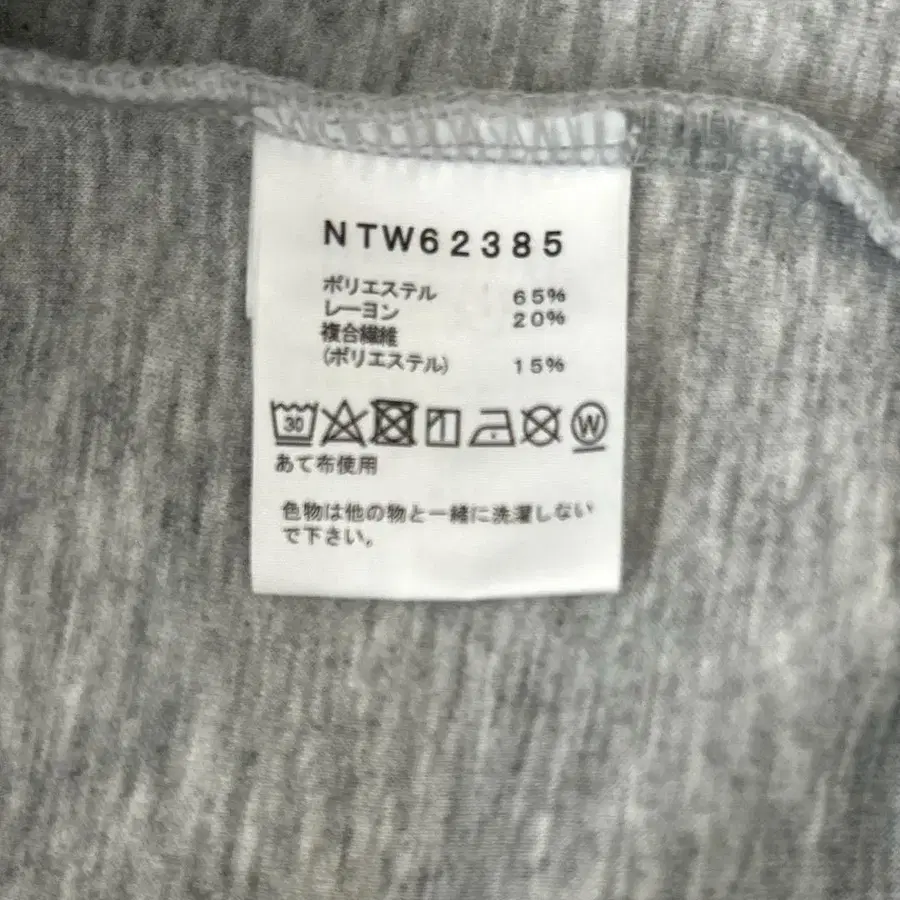 NTW62385
ポリエステル 65%
レーヨン 20%
複合繊維
(ポリエステル) 15%
30 W
あて布使用
色物は他の物と一緒に洗濯しない
で下さい。